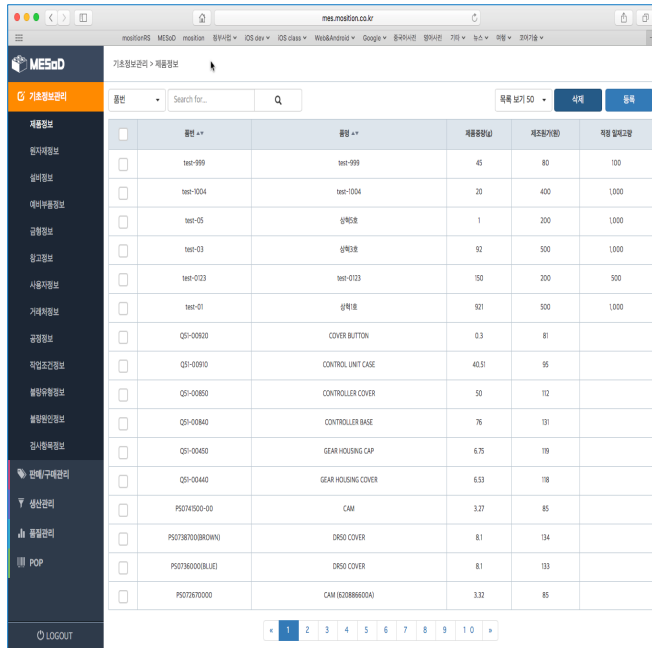 mes.mosition.co.kr
mositionRS MESoD mosition 정부사업 iOS dev iOS class Web&Android Google 중국어사전 영어사전 기타 뉴스 여행 코어기술
MESoD
기초정보관리 > 제품정보
기초정보관리
품번 Search for... 목록 보기 50 삭제 등록
제품정보
원자재정보
설비정보
예비부품정보
금형정보
창고정보
사용자정보
거래처정보
공정정보
작업조건정보
불량유형정보
불량원인정보
검사항목정보
판매/구매관리
생산관리
품질관리
POP
LOGOUT
품번 품명 제품중량(g) 제조원가(원) 적정 일재고량
test-999 test-999 45 80 100
test-1004 test-1004 20 400 1,000
test-05 상혁5호 1 200 1,000
test-03 상혁3호 92 500 1,000
test-0123 test-0123 150 200 500
test-01 상혁1호 921 500 1,000
Q51-00920 COVER BUTTON 0.3 81
Q51-00910 CONTROL UNIT CASE 40.51 95
Q51-00850 CONTROLLER COVER 50 112
Q51-00840 CONTROLLER BASE 76 131
Q51-00450 GEAR HOUSING CAP 6.75 119
Q51-00440 GEAR HOUSING COVER 6.53 118
PS0741500-00 CAM 3.27 85
PS0738700(BROWN) DR50 COVER 8.1 134
PS0736000(BLUE) DR50 COVER 8.1 133
PS072670000 CAM (620886600A) 3.32 85
« 1 2 3 4 5 6 7 8 9 10 »